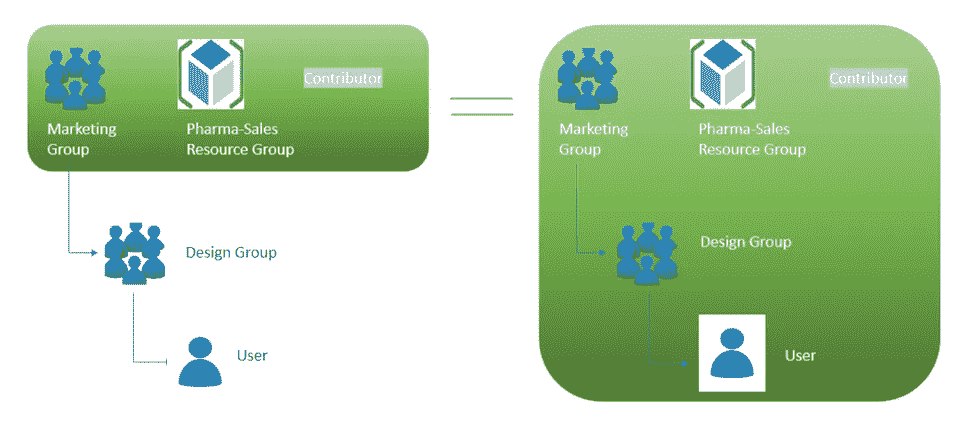 Contributor
Marketing
Group
Pharma-Sales
Resource Group
Design Group
User
Contributor
Marketing
Group
Pharma-Sales
Resource Group
Design Group
User